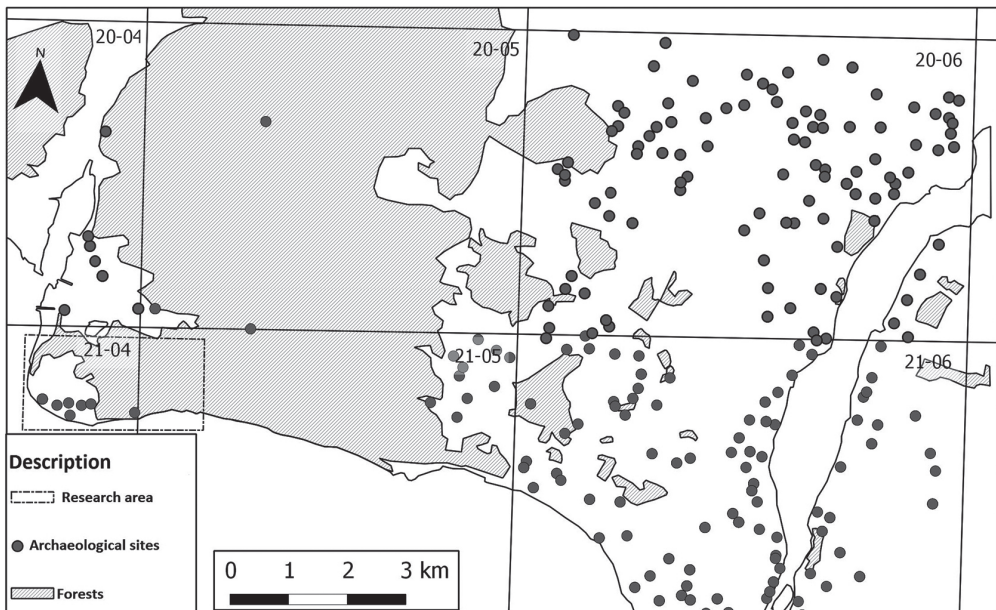 20-04
20-05
20-06
N
21-04
21-05
21-06
Description
Research area
Archaeological sites
Forests
0 1 2 3 km